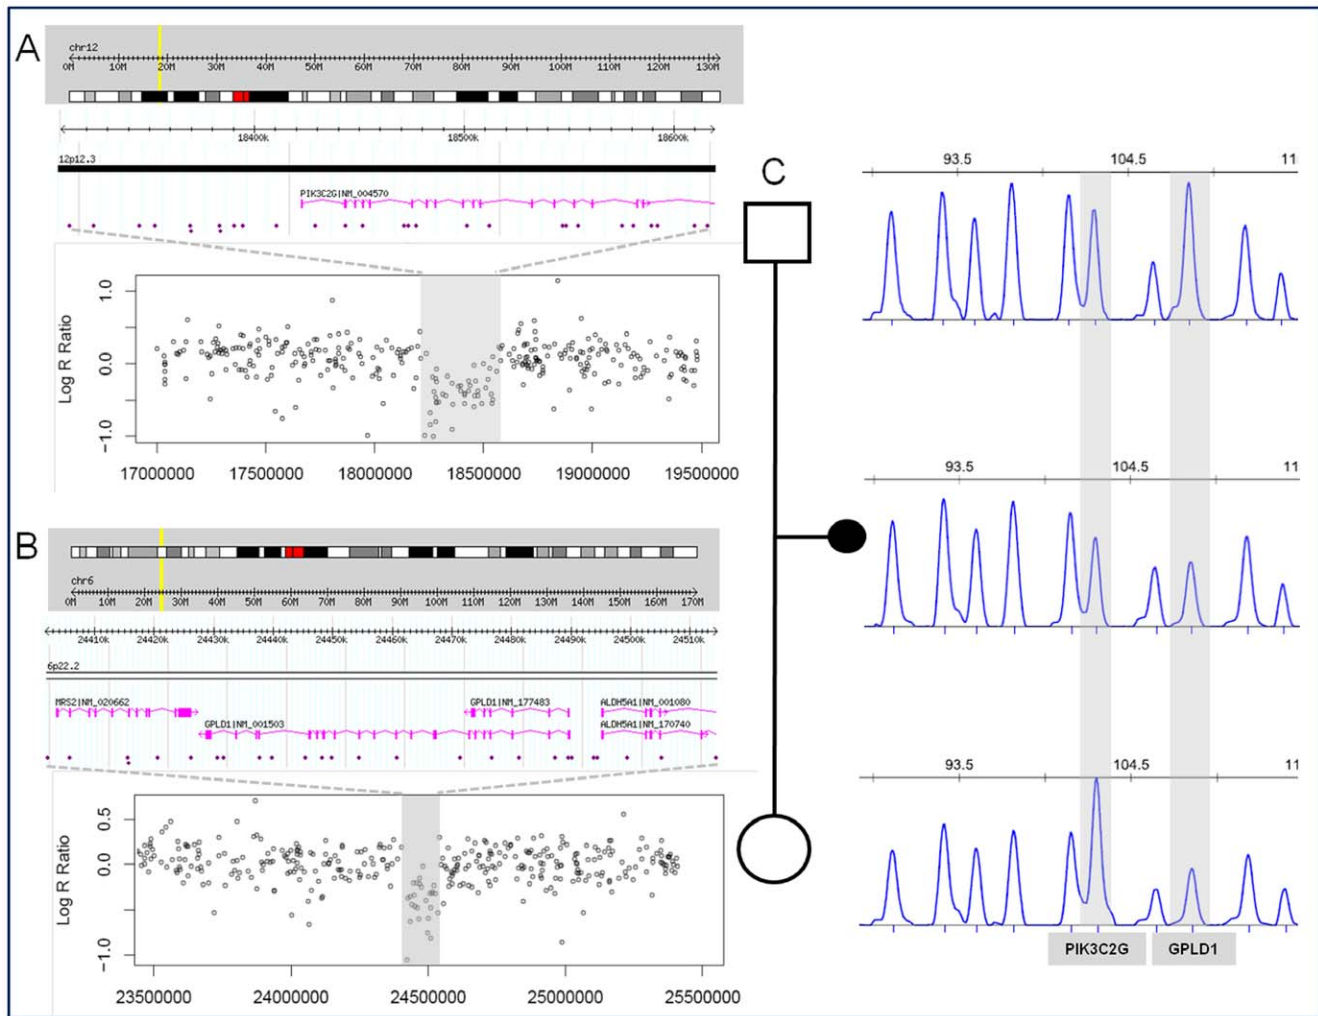 A
chr12
0M 10M 20M 30M 40M 50M 60M 70M 80M 90M 100M 110M 120M 130M
18400k 18500k 18600k
12p12.3
PIK3C2G|NM_004570
Log R Ratio
1.0
0.0
-1.0
17000000 17500000 18000000 18500000 19000000 19500000
B
chr6
0M 10M 20M 30M 40M 50M 60M 70M 80M 90M 100M 110M 120M 130M 140M 150M 160M 170M
24410k 24420k 24430k 24440k 24450k 24460k 24470k 24480k 24490k 24500k 24510k
6p22.2
MRS2|NM_020662 GPLD1|NM_177483 ALDH5A1|NM_001080
GPLD1|NM_001503 ALDH5A1|NM_170740
Log R Ratio
0.5
0.0
-1.0
23500000 24000000 24500000 25000000 25500000
C
93.5 104.5 11
93.5 104.5 11
93.5 104.5 11
PIK3C2G GPLD1